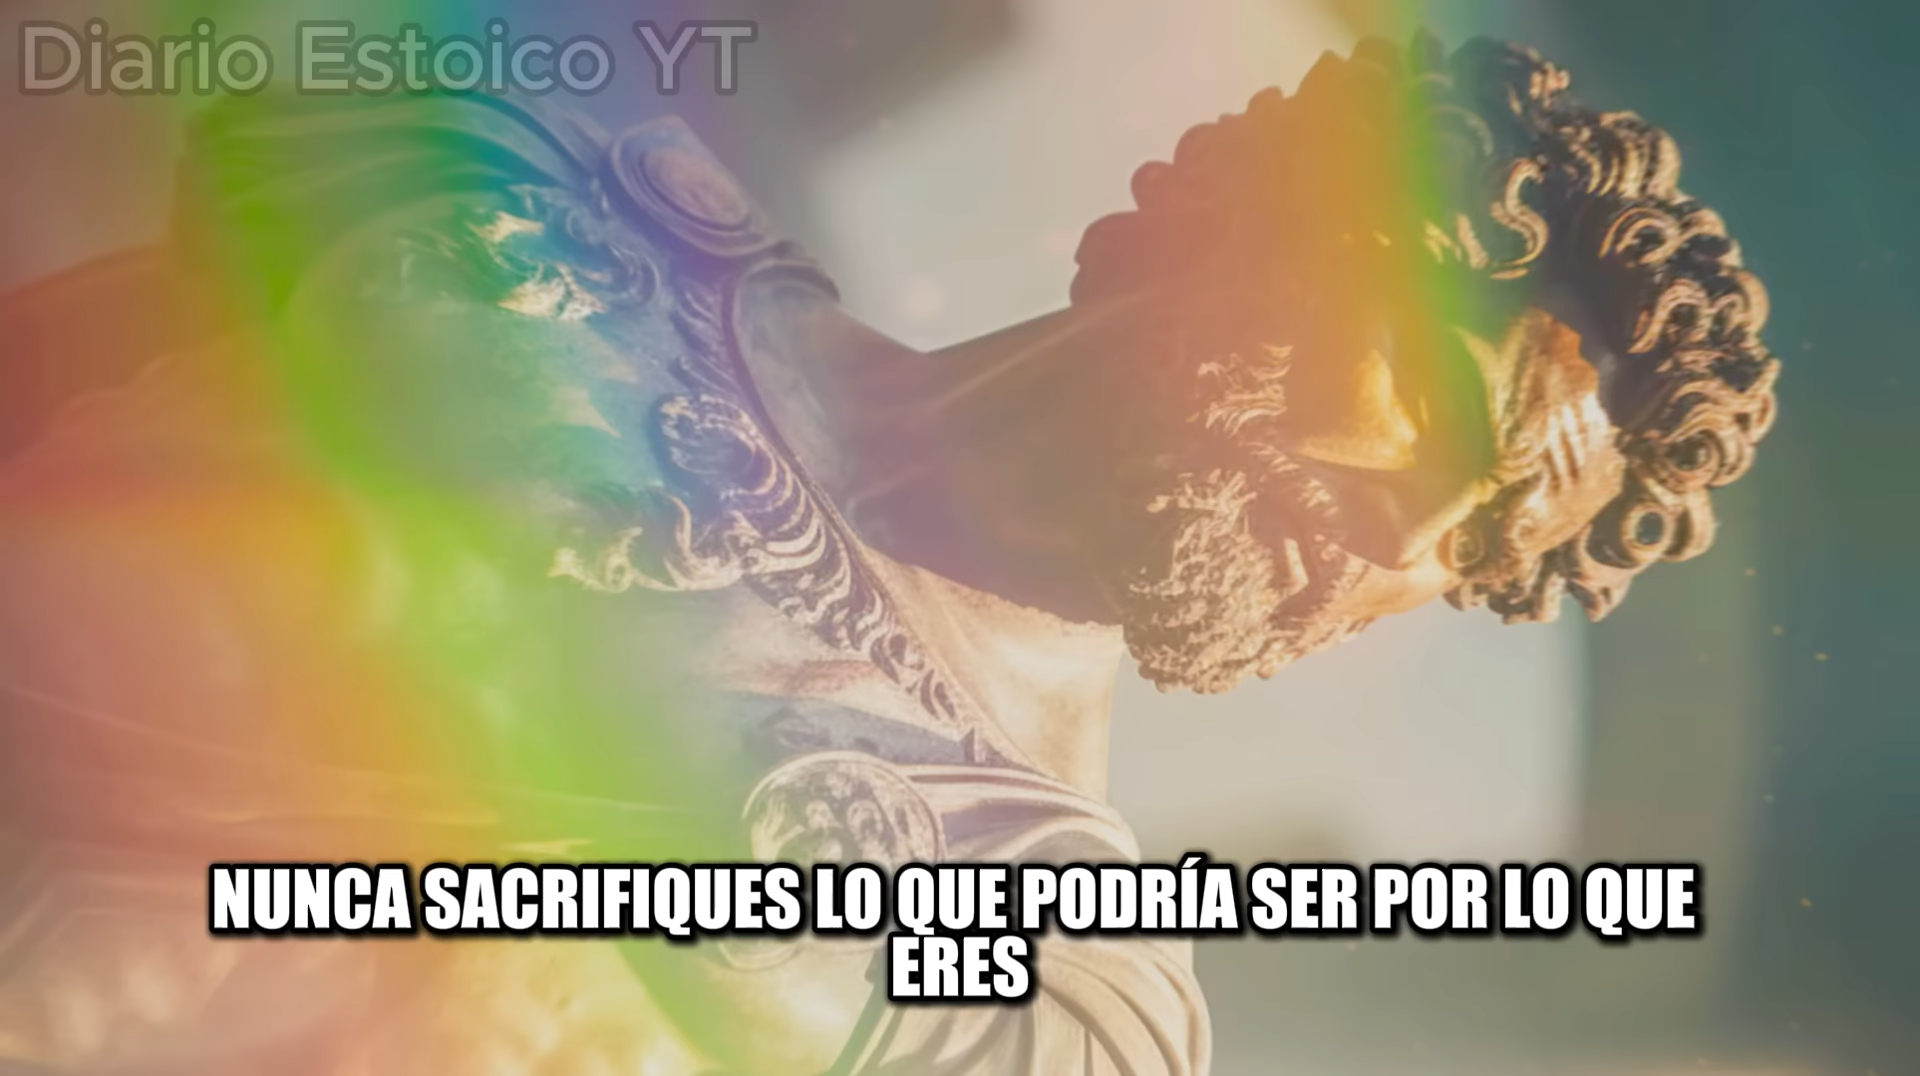 Diario Estoico YT
NUNCA SACRIFIQUES LO QUE PODRÍA SER POR LO QUE
ERES